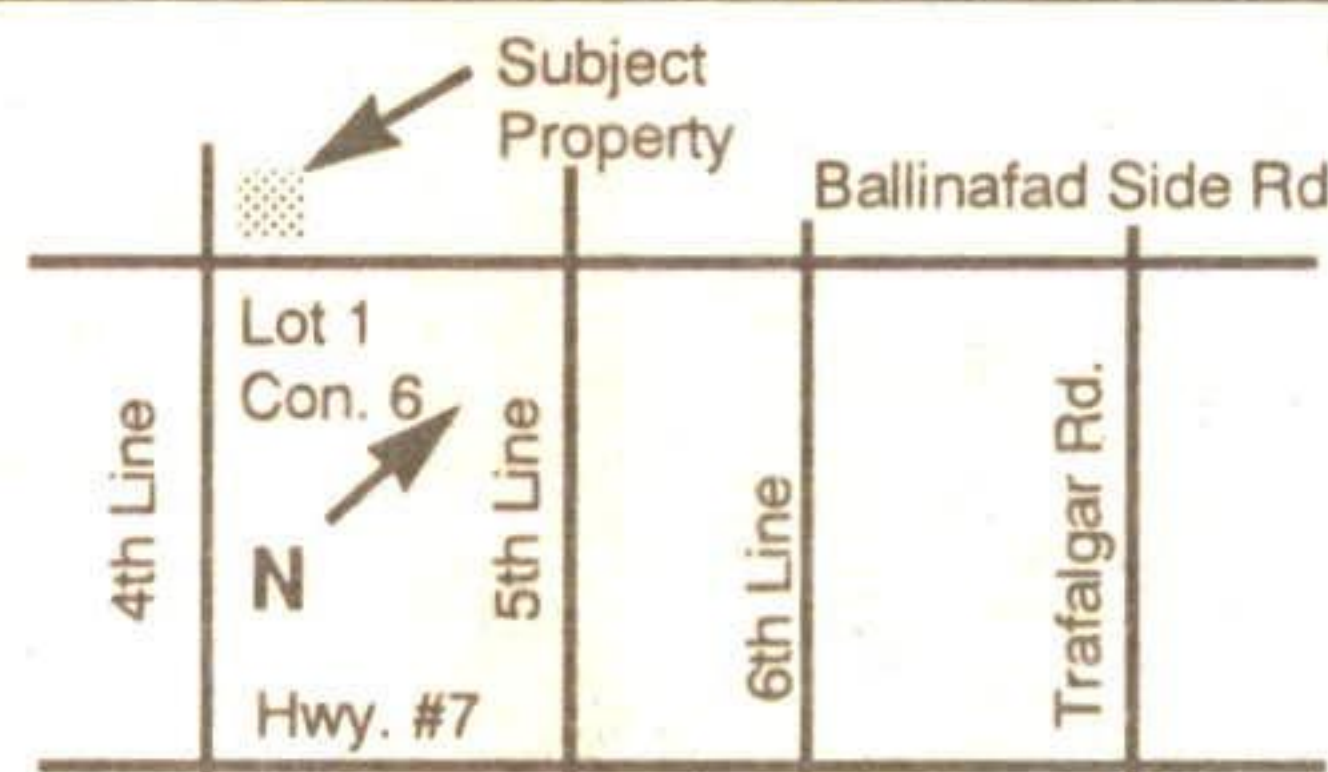 Subject
Property
Ballinafad Side Rd
Lot 1
Con. 6
4th Line
5th Line
6th Line
Trafalgar Rd.
N
Hwy. #7